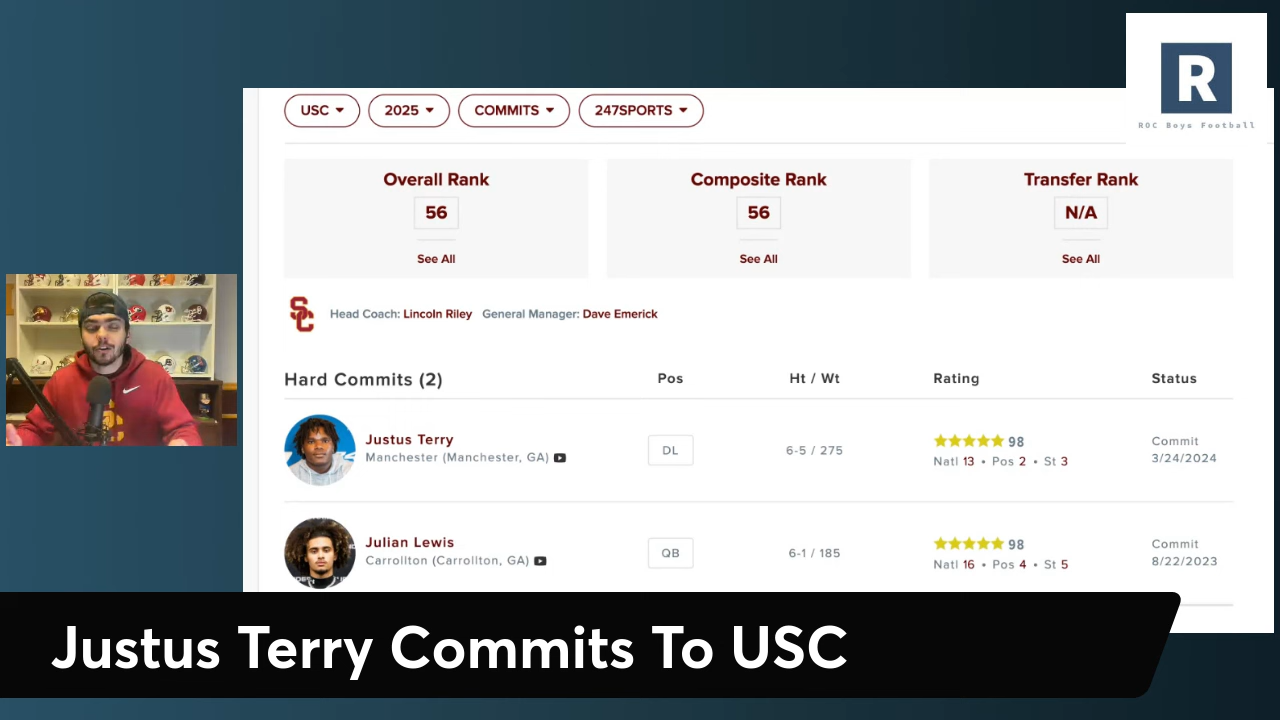 R
ROC Boys Football
USC
2025
COMMITS
247SPORTS
Overall Rank
56
See All
Composite Rank
56
See All
Transfer Rank
N/A
See All
SC
Head Coach: Lincoln Riley General Manager: Dave Emerick
Hard Commits (2) Pos Ht / Wt Rating Status
Justus Terry
Manchester (Manchester, GA)
DL
6-5 / 275
98
Natl 13 • Pos 2 • St 3
Commit
3/24/2024
Julian Lewis
Carrollton (Carrollton, GA)
QB
6-1 / 185
98
Natl 16 • Pos 4 • St 5
Commit
8/22/2023
Justus Terry Commits To USC